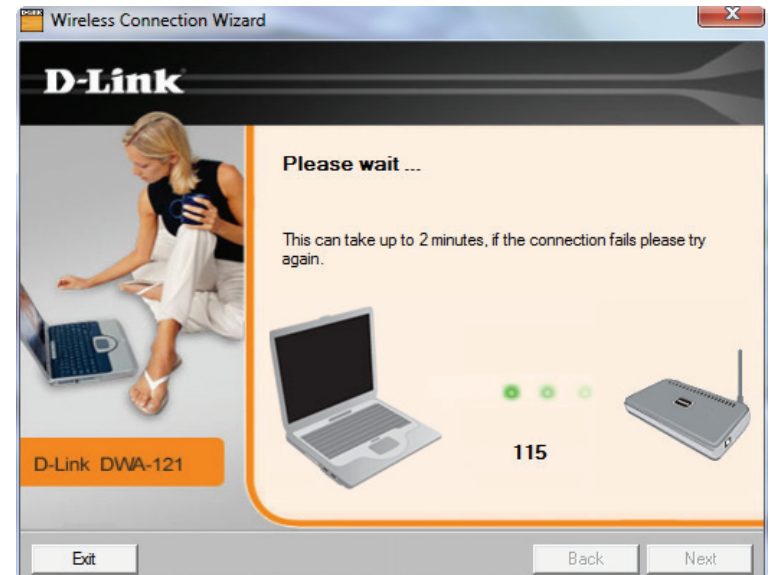 Wireless Connection Wizard
D-Link
Please wait ...
This can take up to 2 minutes, if the connection fails please try
again.
115
D-Link DWA-121
Exit
Back
Next